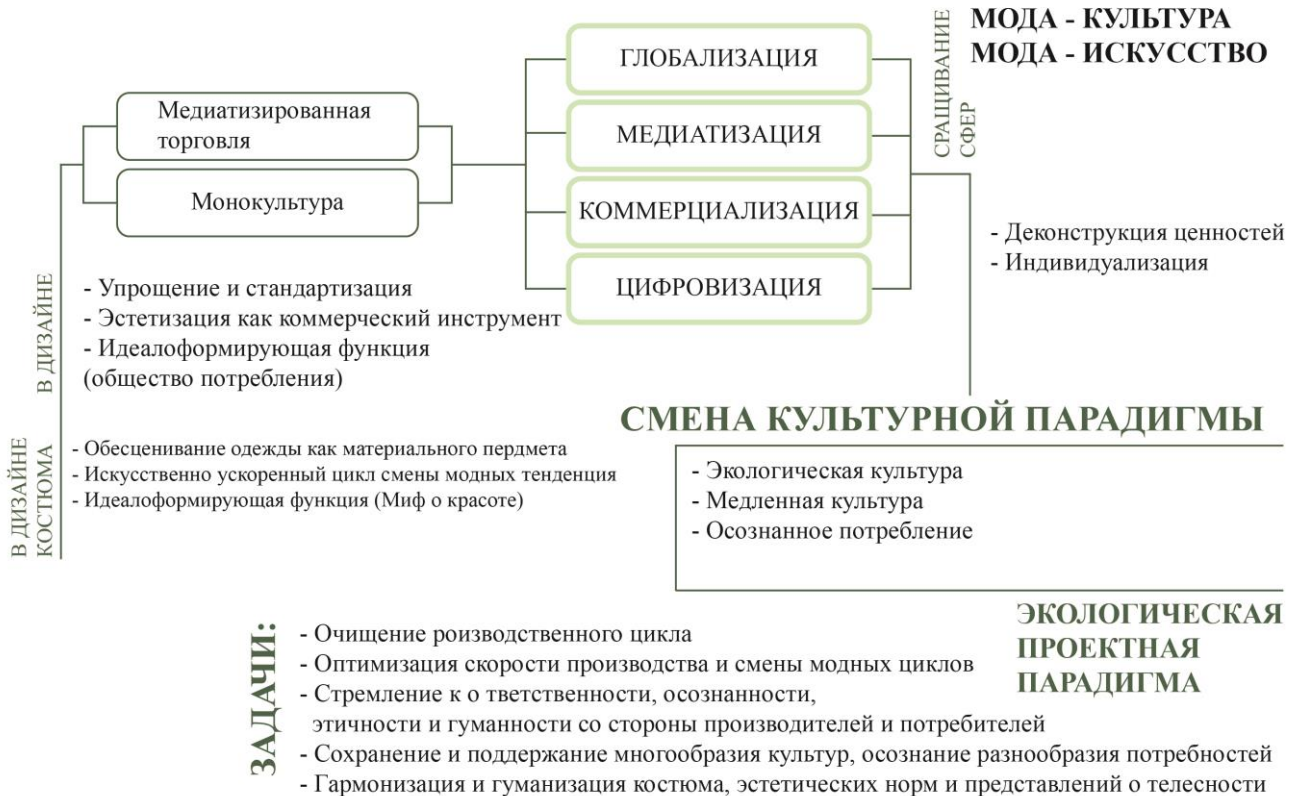 МОДА - КУЛЬТУРА
МОДА - ИСКУССТВО
СРАЩИВАНИЕ
СФЕР
ГЛОБАЛИЗАЦИЯ
МЕДИАТИЗАЦИЯ
КОММЕРЦИАЛИЗАЦИЯ
ЦИФРОВИЗАЦИЯ
Медиатизированная
торговля
Монокультура
- Деконструкция ценностей
- Индивидуализация
В ДИЗАЙНЕ
- Упрощение и стандартизация
- Эстетизация как коммерческий инструмент
- Идеалоформирующая функция
(общество потребления)
В ДИЗАЙНЕ
КОСТЮМА
- Обесценивание одежды как материального пердмета
- Искусственно ускоренный цикл смены модных тенденция
- Идеалоформирующая функция (Миф о красоте)
СМЕНА КУЛЬТУРНОЙ ПАРАДИГМЫ
- Экологическая культура
- Медленная культура
- Осознанное потребление
ЭКОЛОГИЧЕСКАЯ
ПРОЕКТНАЯ
ПАРАДИГМА
ЗАДАЧИ:
- Очищение роизводственного цикла
- Оптимизация скорости производства и смены модных циклов
- Стремление к о тветственности, осознанности,
этичности и гуманности со стороны производителей и потребителей
- Сохранение и поддержание многообразия культур, осознание разнообразия потребностей
- Гармонизация и гуманизация костюма, эстетических норм и представлений о телесности